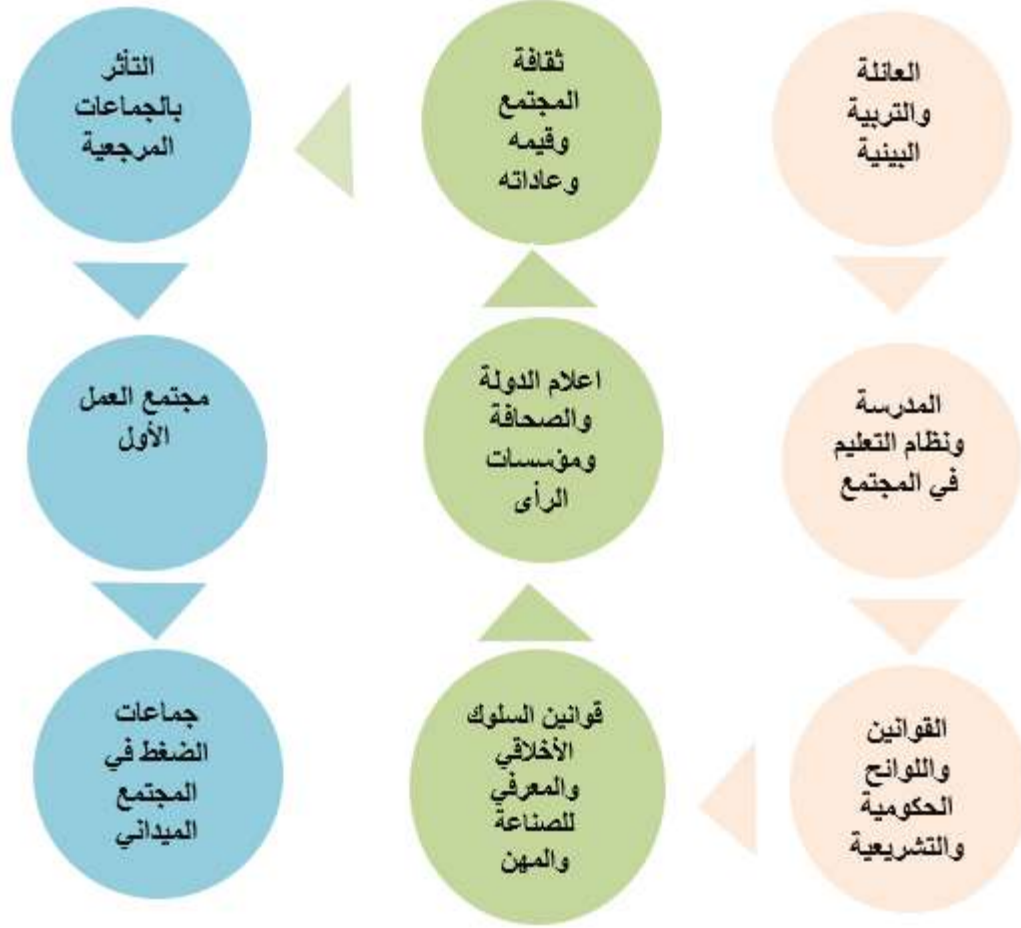 العائلة
والتربية
البينية
المدرسة
ونظام التعليم
في المجتمع
القوانين
واللوائح
الحكومية
والتشريعية
قوانين السلوك
الأخلاقي
والمعرفي
للصناعة
والمهن
اعلام الدولة
والصحافة
ومؤسسات
الرأى
ثقافة
المجتمع
وقيمه
وعاداته
التأثر
بالجماعات
المرجعية
مجتمع العمل
الأول
جماعات
الضغط في
المجتمع
الميداني